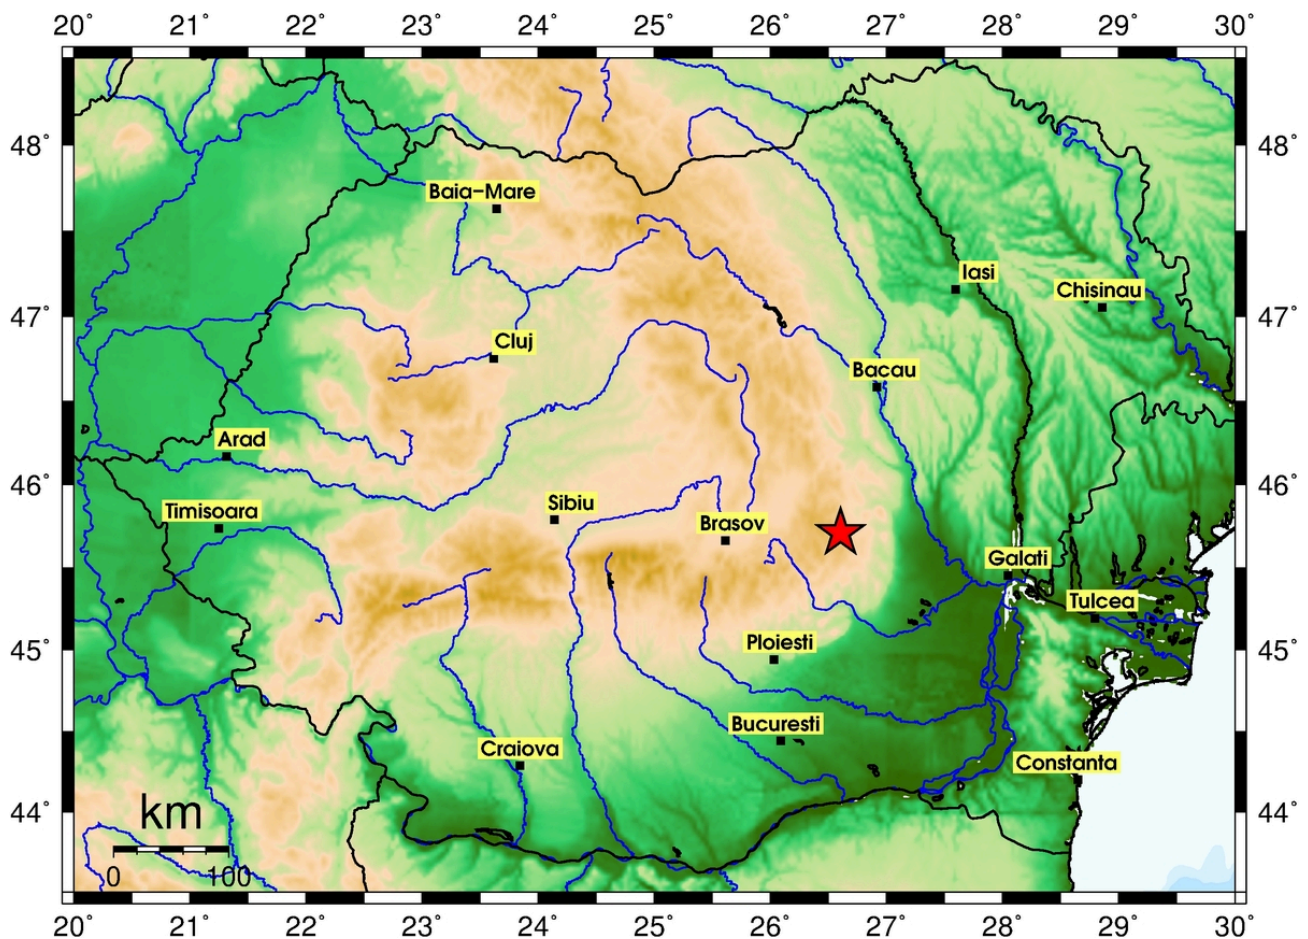 20° 21° 22° 23° 24° 25° 26° 27° 28° 29° 30°
48° 48°
Baia-Mare
Iasi
Chisinau
47° 47°
Cluj
Bacau
Arad
46° 46°
Timisoara
Sibiu
Brasov
Galati
Tulcea
45° 45°
Ploiesti
Bucuresti
Craiova
Constanta
44° 44°
km
0 100
20° 21° 22° 23° 24° 25° 26° 27° 28° 29° 30°